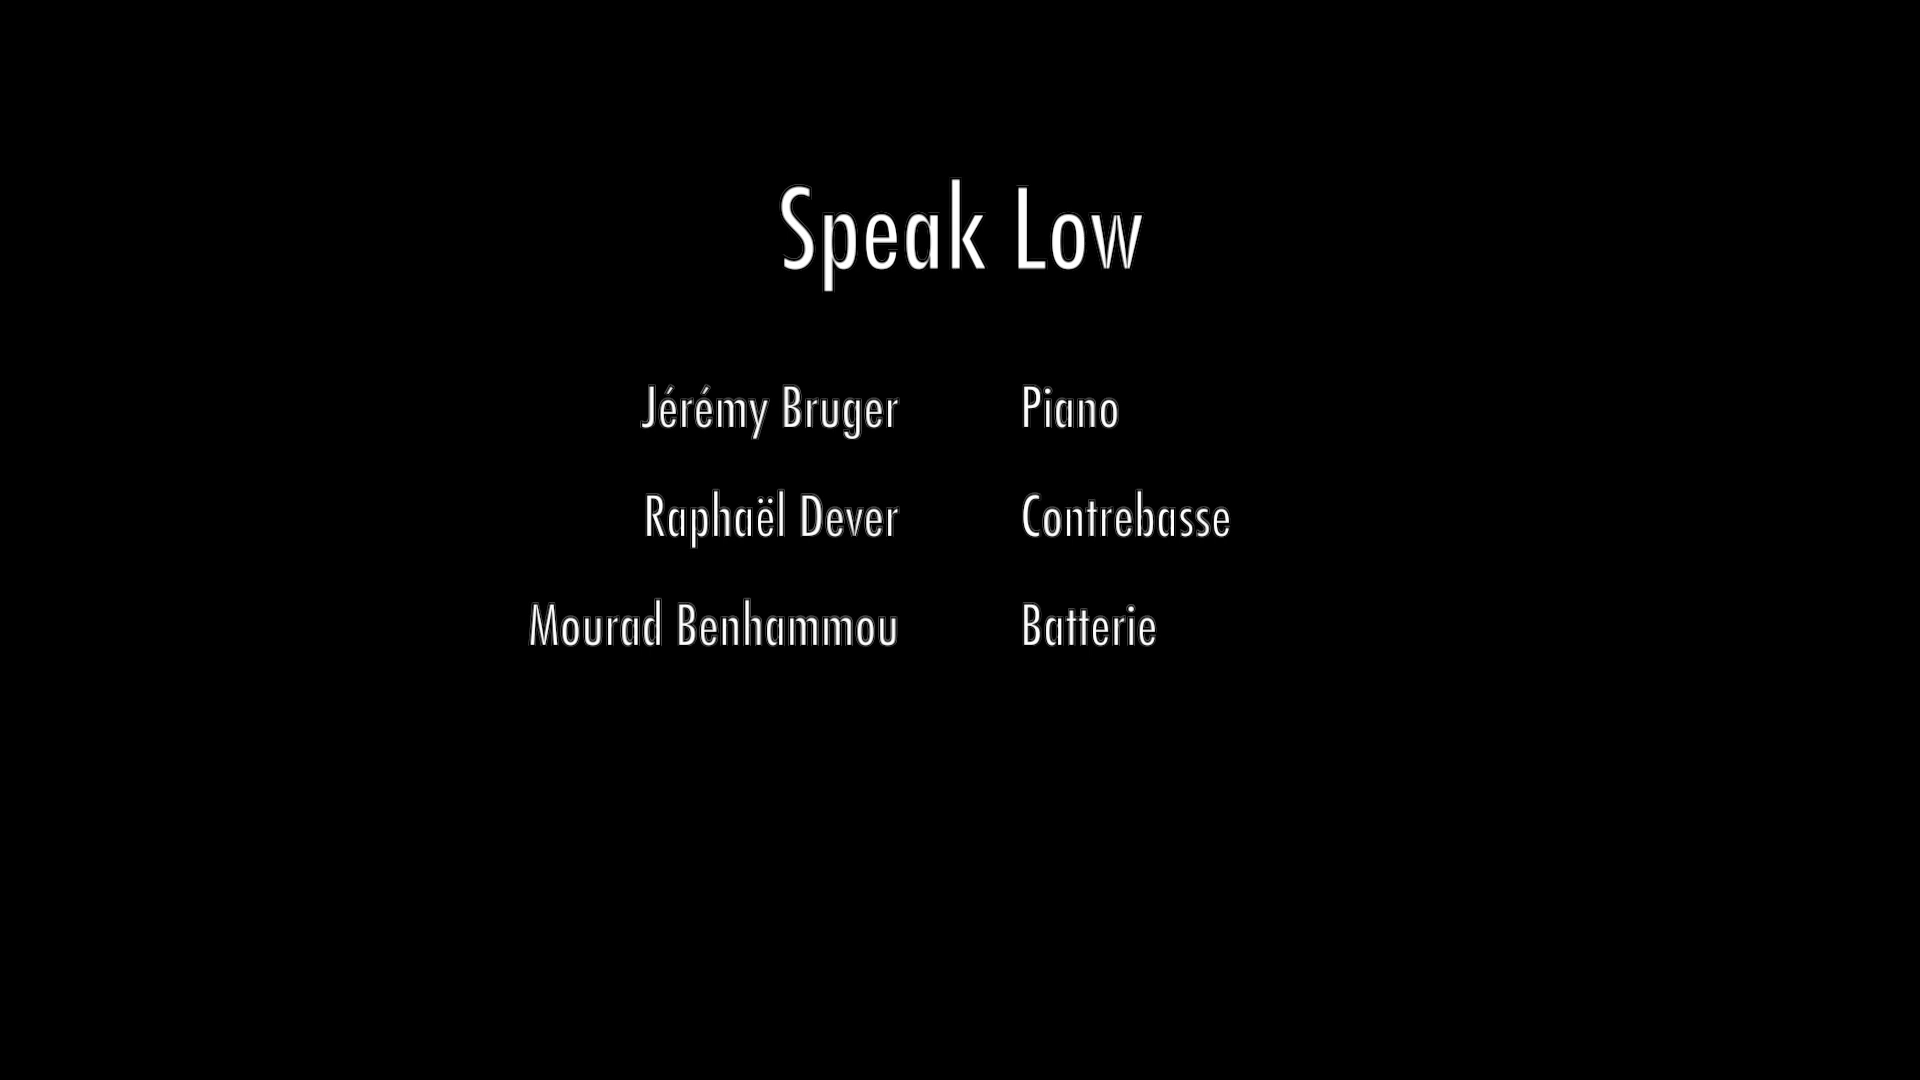 Speak Low
Jérémy Bruger Piano
Raphaël Dever Contrebasse
Mourad Benhammou Batterie